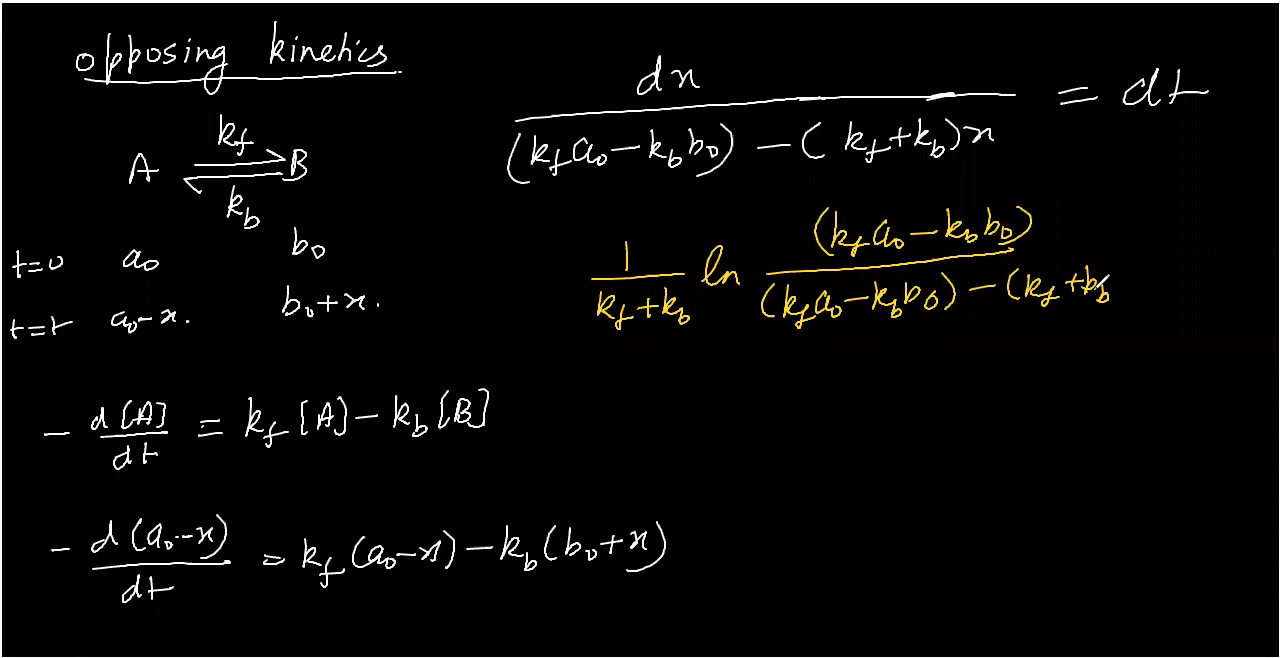 opposing kinetics
A ⇌ B
k_f
k_b
t=0 a₀ b₀
t=t a₀-x. b₀+x.
- d[A]/dt = k_f [A] - k_b [B]
- d(a₀-x)/dt = k_f (a₀-x) - k_b (b₀+x)
dx/((k_f a₀ - k_b b₀) - (k_f + k_b)x) = dt
1/(k_f + k_b) ln (k_f a₀ - k_b b₀)/((k_f a₀ - k_b b₀) - (k_f + k_b